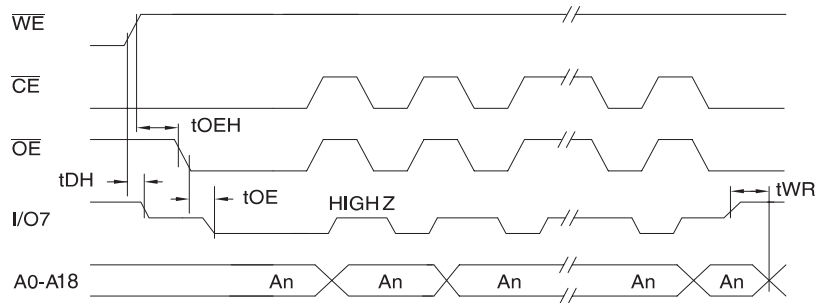 WE
CE
tOEH
OE
tDH
tOE
tWR
I/O7
HIGH Z
A0-A18 An An An An An